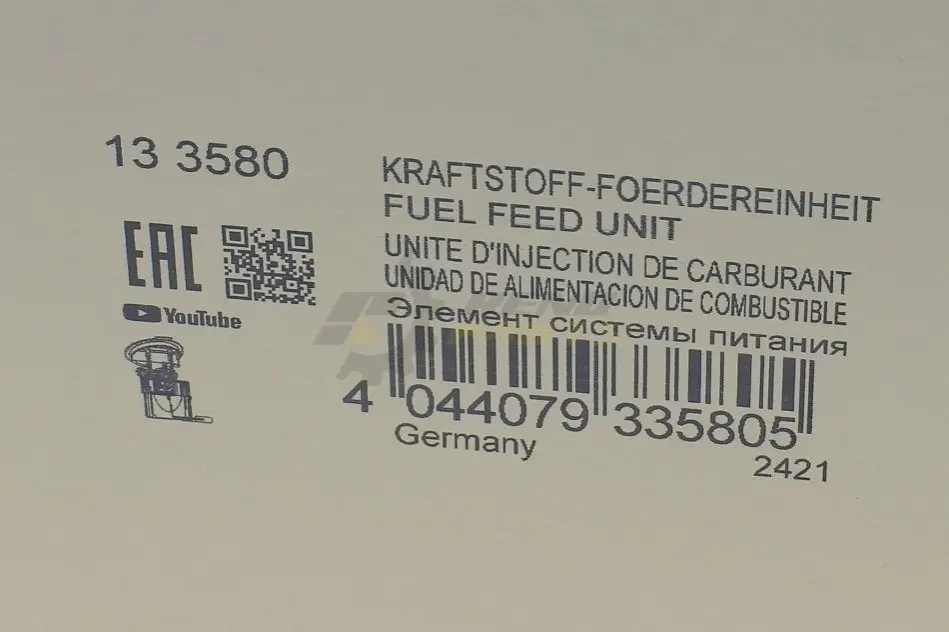 13 3580
KRAFTSTOFF-FOERDEREINHEIT
FUEL FEED UNIT
UNITE D'INJECTION DE CARBURANT
UNIDAD DE ALIMENTACION DE COMBUSTIBLE
Элемент системы питания
EAC
YouTube
4 044079 335805
Germany
2421